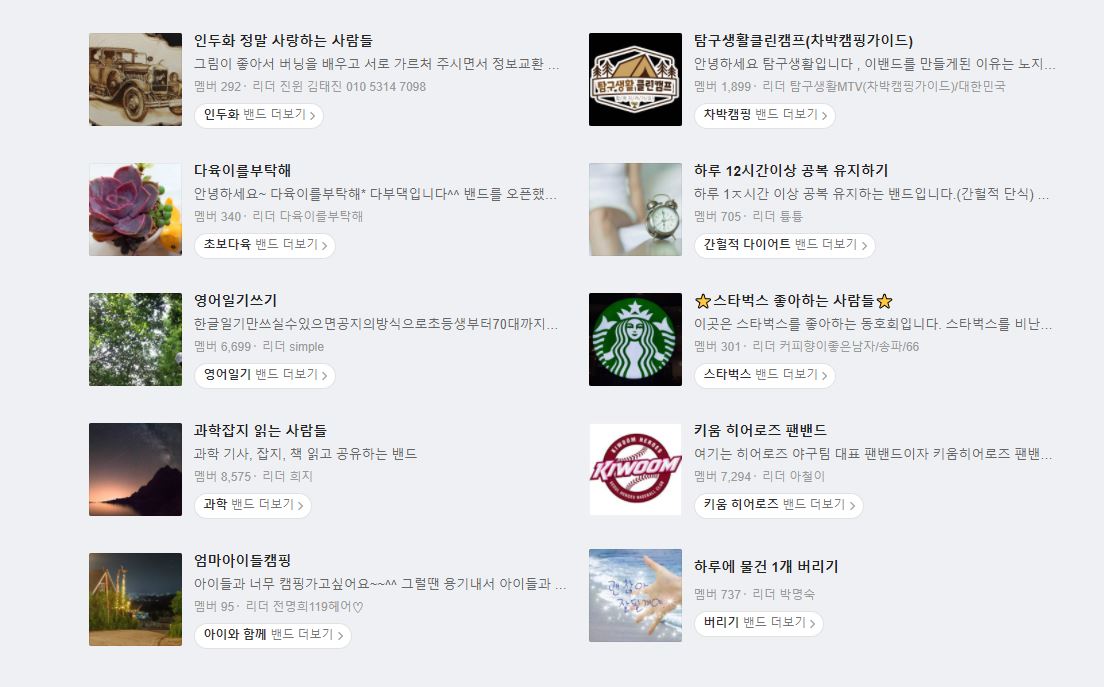 인두화 정말 사랑하는 사람들
그림이 좋아서 버닝을 배우고 서로 가르쳐 주시면서 정보교환 ...
멤버 292 · 리더 진원 김태진 010 5314 7098
인두화 밴드 더보기 >
탐구생활클린캠프(차박캠핑가이드)
안녕하세요 탐구생활입니다 , 이밴드를 만들게된 이유는 노지...
멤버 1,899 · 리더 탐구생활MTV(차박캠핑가이드)/대한민국
차박캠핑 밴드 더보기 >
탐구생활.클린캠프
다육이를부탁해
안녕하세요~ 다육이를부탁해* 다부댁입니다^^ 밴드를 오픈했...
멤버 340 · 리더 다육이를부탁해
초보다육 밴드 더보기 >
하루 12시간이상 공복 유지하기
하루 1ㅈ시간 이상 공복 유지하는 밴드입니다.(간헐적 단식) ...
멤버 705 · 리더 튼튼
간헐적 다이어트 밴드 더보기 >
영어일기쓰기
한글일기만쓰실수있으면공지의방식으로초등생부터70대까지...
멤버 6,699 · 리더 simple
영어일기 밴드 더보기 >
⭐스타벅스 좋아하는 사람들⭐
이곳은 스타벅스를 좋아하는 동호회입니다. 스타벅스를 비난...
멤버 301 · 리더 커피향이좋은남자/송파/66
스타벅스 밴드 더보기 >
과학잡지 읽는 사람들
과학 기사, 잡지, 책 읽고 공유하는 밴드
멤버 8,575 · 리더 희지
과학 밴드 더보기 >
키움 히어로즈 팬밴드
여기는 히어로즈 야구팀 대표 팬밴드이자 키움히어로즈 팬밴...
멤버 7,294 · 리더 아철이
키움 히어로즈 밴드 더보기 >
KIWOOM HEROES
KIWOOM
SEOUL HEROES BASEBALL CLUB
엄마아이들캠핑
아이들과 너무 캠핑가고싶어요~~^^ 그럴땐 용기내서 아이들과 ...
멤버 95 · 리더 전명희119헤어♡
아이와 함께 밴드 더보기 >
하루에 물건 1개 버리기
멤버 737 · 리더 박명숙
버리기 밴드 더보기 >
괜찮아
잘될거야